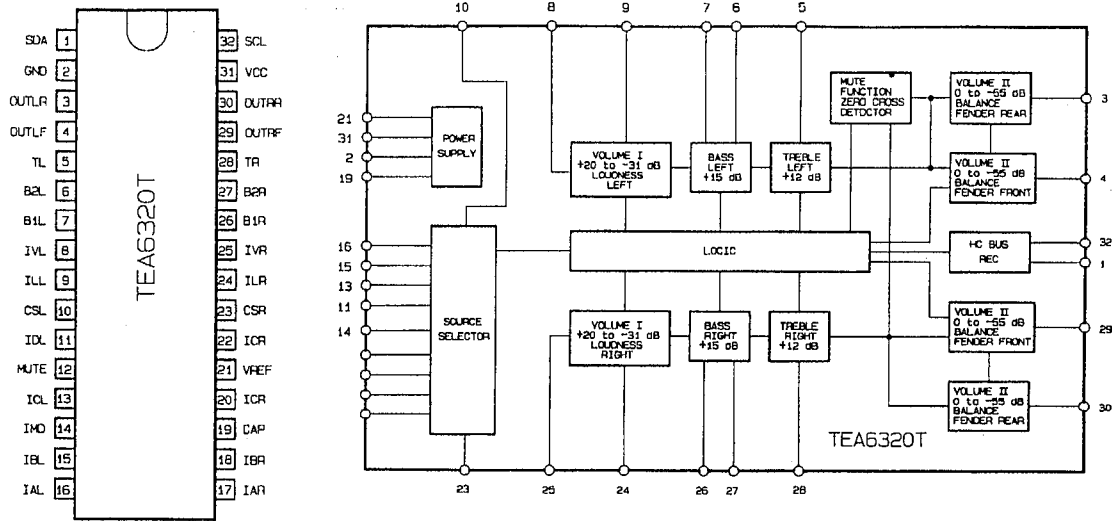 SDA 1
GND 2
OUTLR 3
OUTLF 4
TL 5
B2L 6
B1L 7
IVL 8
ILL 9
CSL 10
IDL 11
MUTE 12
ICL 13
IMO 14
IBL 15
IAL 16
TEA6320T
32 SCL
31 VCC
30 OUTRR
29 OUTRF
28 TR
27 B2R
26 B1R
25 IVR
24 ILR
23 CSR
22 ICR
21 VREF
20 ICR
19 CAP
18 IBR
17 IAR
10 8 9 7 6 5
21
31
2
19
POWER
SUPPLY
VOLUME I
+20 to -31 dB
LOUDNESS
LEFT
BASS
LEFT
+15 dB
TREBLE
LEFT
+12 dB
MUTE
FUNCTION
ZERO CROSS
DETDCTOR
VOLUME II
0 to -55 dB
BALANCE
FENDER REAR
3
VOLUME II
0 to -55 dB
BALANCE
FENDER FRONT
4
16
15
13
11
14
SOURCE
SELECTOR
LOGIC
HC BUS
REC
32
1
VOLUME I
+20 to -31 dB
LOUDNESS
RIGHT
BASS
RIGHT
+15 dB
TREBLE
RIGHT
+12 dB
VOLUME II
0 to -55 dB
BALANCE
FENDER FRONT
29
VOLUME II
0 to -55 dB
BALANCE
FENDER REAR
30
TEA6320T
23 25 24 26 27 28